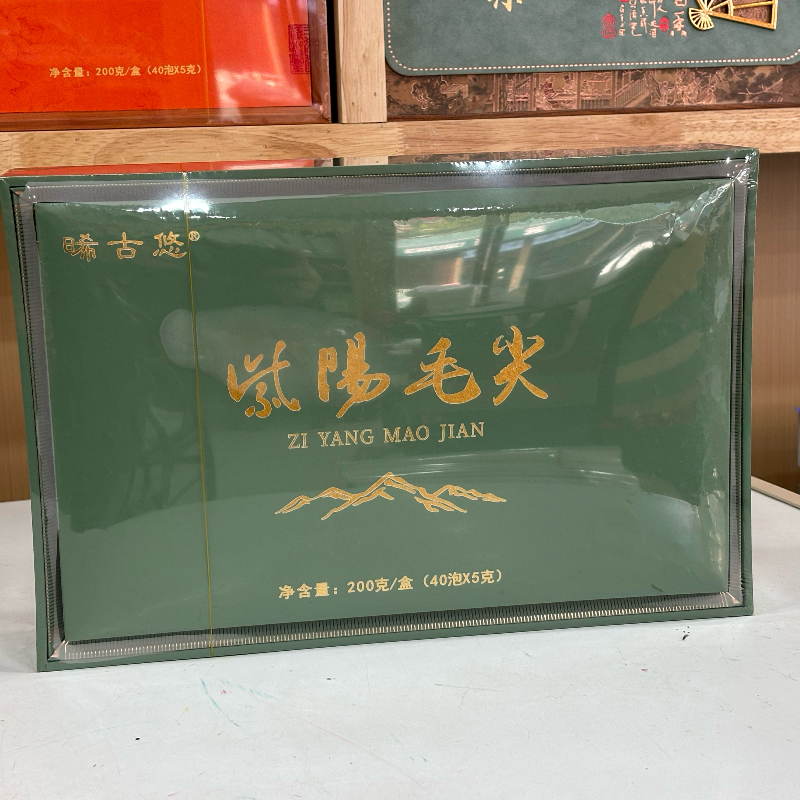 净含量：200克/盒（40泡X5克）
晞古悠®
紫陽毛尖
ZI YANG MAO JIAN
净含量：200克/盒（40泡X5克）